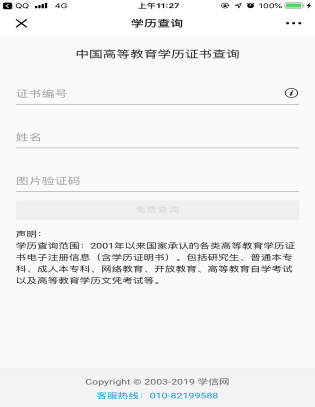 QQ 4G 上午11:27 100%
学历查询
中国高等教育学历证书查询
证书编号
姓名
图片验证码
免费查询
声明：
学历查询范围：2001年以来国家承认的各类高等教育学历证
书电子注册信息（含学历证明书）。包括研究生、普通本专
科、成人本专科、网络教育、开放教育、高等教育自学考试
以及高等教育学历文凭考试等。
Copyright © 2003-2019 学信网
客服热线：010-82199588